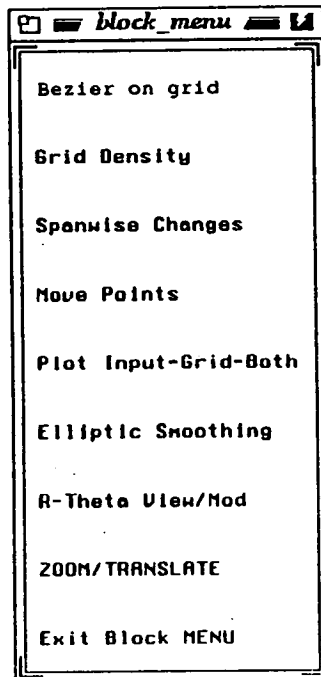 block_menu
Bezier on grid
Grid Density
Spanwise Changes
Move Points
Plot Input-Grid-Both
Elliptic Smoothing
R-Theta View/Mod
ZOOM/TRANSLATE
Exit Block MENU